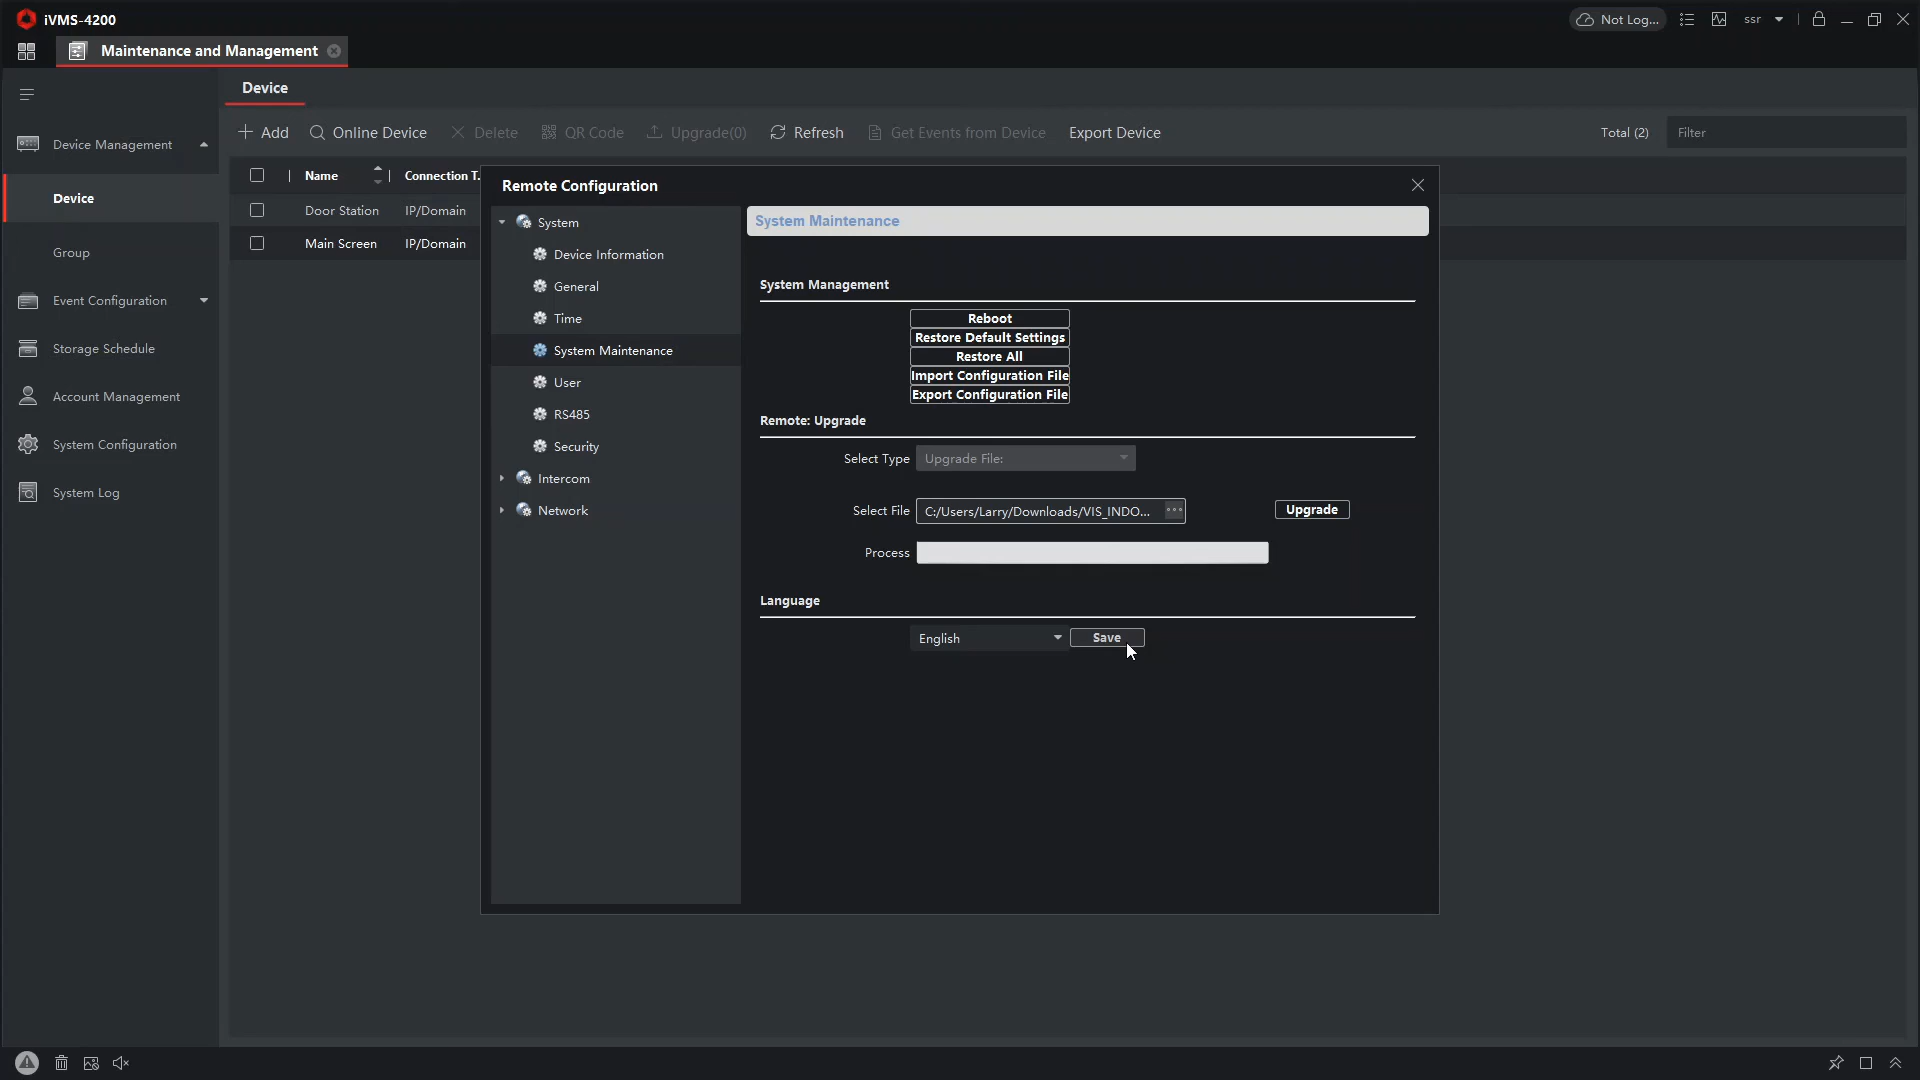 iVMS-4200
Not Log...
ssr
Maintenance and Management
Device
Device Management
Device
Group
Event Configuration
Storage Schedule
Account Management
System Configuration
System Log
Add
Online Device
Delete
QR Code
Upgrade(0)
Refresh
Get Events from Device
Export Device
Total (2)
Filter
Name
Connection T.
Door Station
IP/Domain
Main Screen
IP/Domain
Remote Configuration
System
Device Information
General
Time
System Maintenance
User
RS485
Security
Intercom
Network
System Maintenance
System Management
Reboot
Restore Default Settings
Restore All
Import Configuration File
Export Configuration File
Remote: Upgrade
Select Type
Upgrade File:
Select File
C:/Users/Larry/Downloads/VIS_INDO...
Upgrade
Process
Language
English
Save